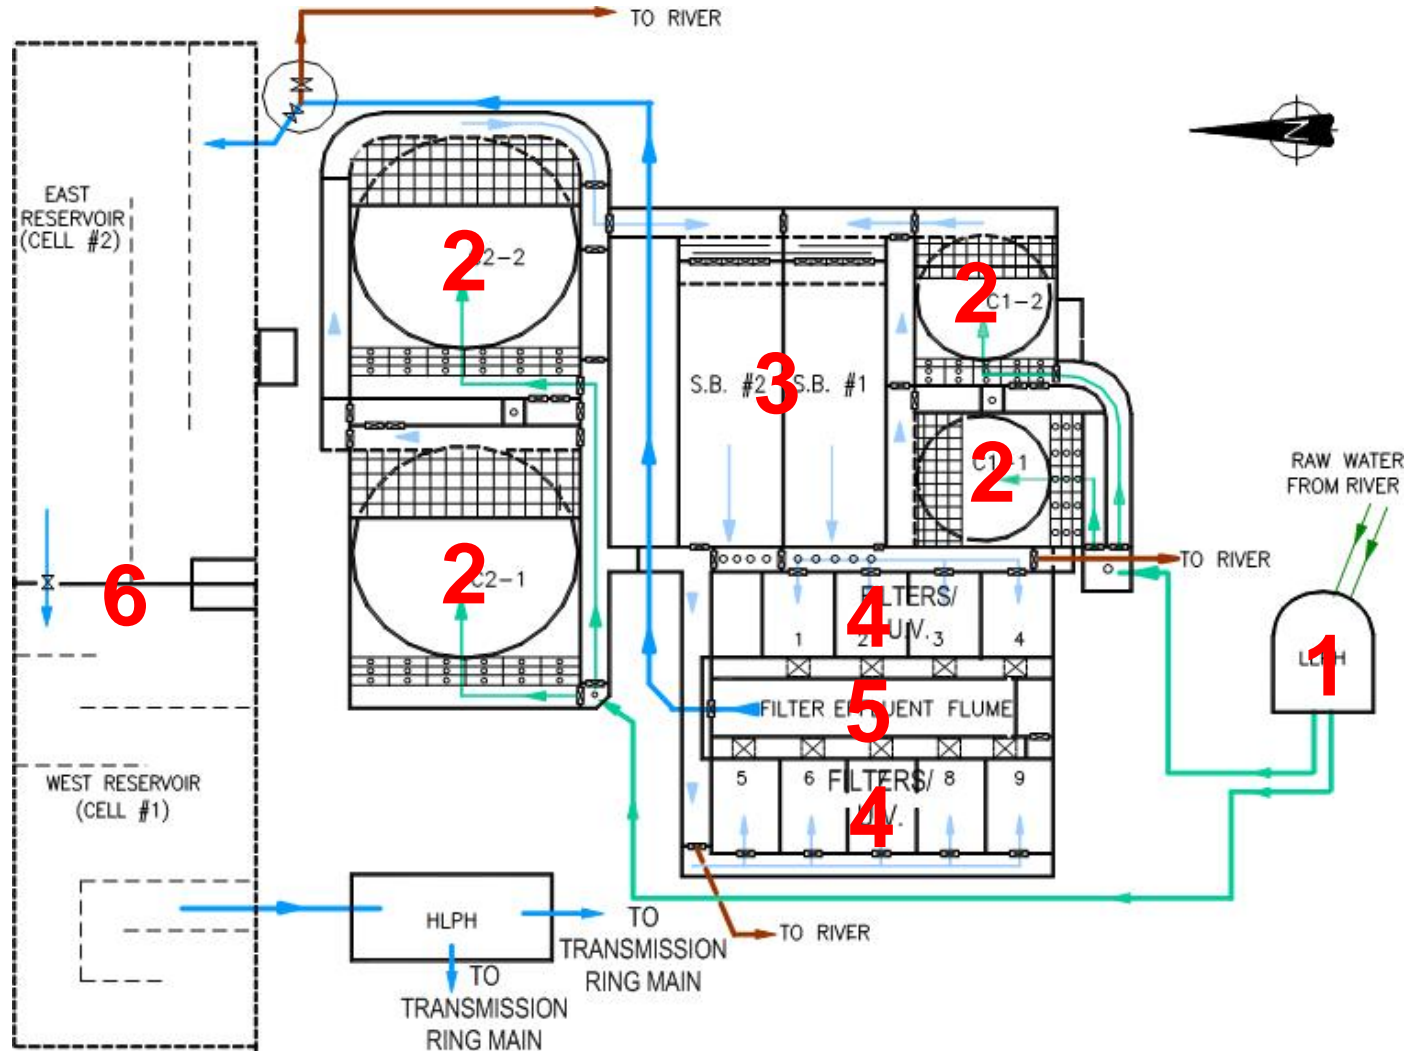 TO RIVER
N
EAST
RESERVOIR
(CELL #2)
2
C2-2
2
C1-2
3
S.B. #2
S.B. #1
2
RAW WATER
FROM RIVER
TO RIVER
2
C2-1
6
4
FILTERS/
U.V.
1
2
3
4
1
5
FILTER EFFLUENT FLUME
WEST RESERVOIR
(CELL #1)
4
FILTERS/
U.V.
5
6
7
8
9
HLPH
TO
TRANSMISSION
RING MAIN
TO
TRANSMISSION
RING MAIN
TO RIVER